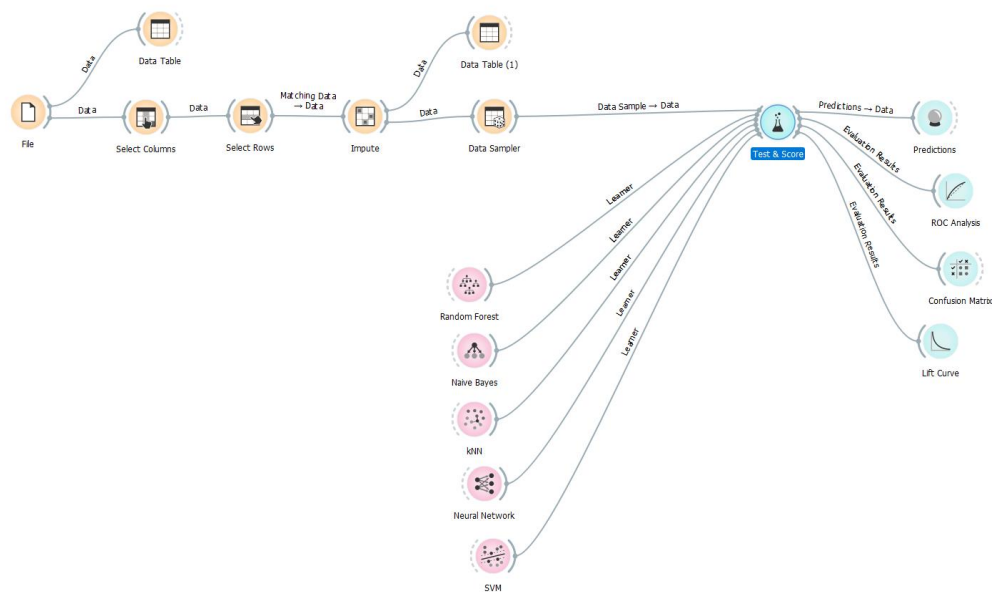 Data
Data Table
Data
Data Table (1)
File
Data
Select Columns
Data
Select Rows
Matching Data
→ Data
Impute
Data
Data Sampler
Data Sample → Data
Test & Score
Predictions → Data
Predictions
Evaluation Results
ROC Analysis
Evaluation Results
Confusion Matrix
Evaluation Results
Lift Curve
Learner
Random Forest
Learner
Naive Bayes
Learner
kNN
Learner
Neural Network
Learner
SVM